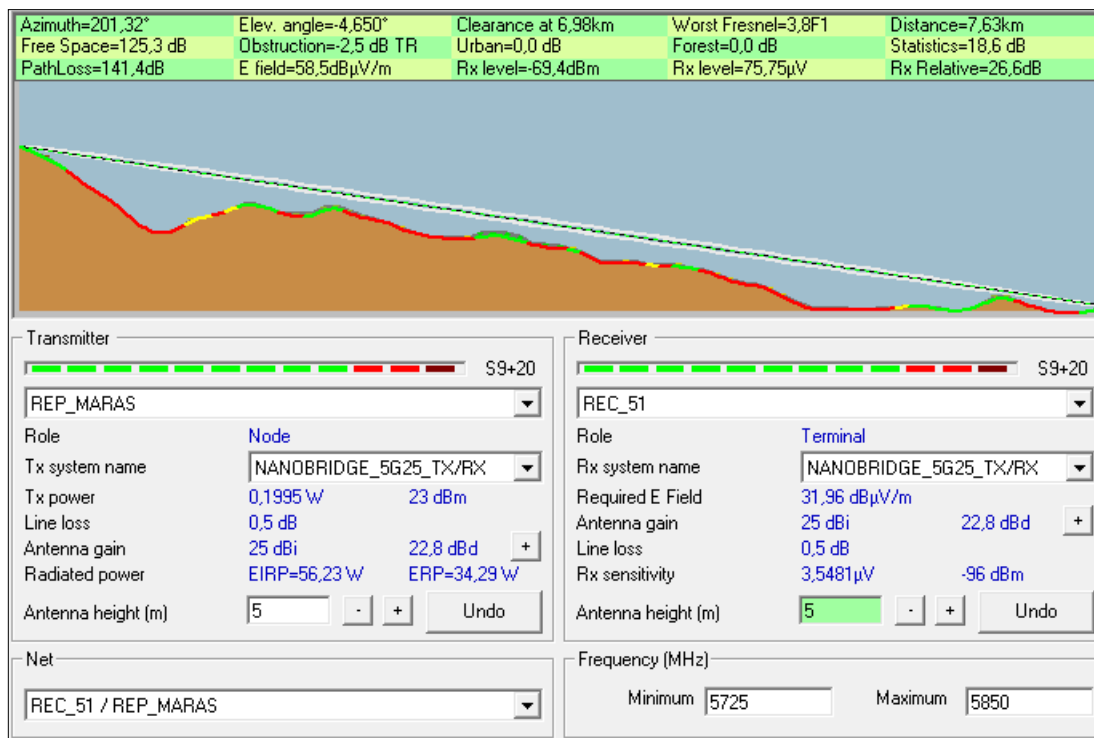 Azimuth=201,32° Elev. angle=-4,650° Clearance at 6,98km Worst Fresnel=3,8F1 Distance=7,63km
Free Space=125,3 dB Obstruction=-2,5 dB TR Urban=0,0 dB Forest=0,0 dB Statistics=18,6 dB
PathLoss=141,4dB E field=58,5dBµV/m Rx level=-69,4dBm Rx level=75,75µV Rx Relative=26,6dB
Transmitter
S9+20
REP_MARAS
Role Node
Tx system name NANOBRIDGE_5G25_TX/RX
Tx power 0,1995 W 23 dBm
Line loss 0,5 dB
Antenna gain 25 dBi 22,8 dBd +
Radiated power EIRP=56,23 W ERP=34,29 W
Antenna height (m) 5 - + Undo
Net
REC_51 / REP_MARAS
Receiver
S9+20
REC_51
Role Terminal
Rx system name NANOBRIDGE_5G25_TX/RX
Required E Field 31,96 dBµV/m
Antenna gain 25 dBi 22,8 dBd +
Line loss 0,5 dB
Rx sensitivity 3,5481µV -96 dBm
Antenna height (m) 5 - + Undo
Frequency (MHz)
Minimum 5725 Maximum 5850